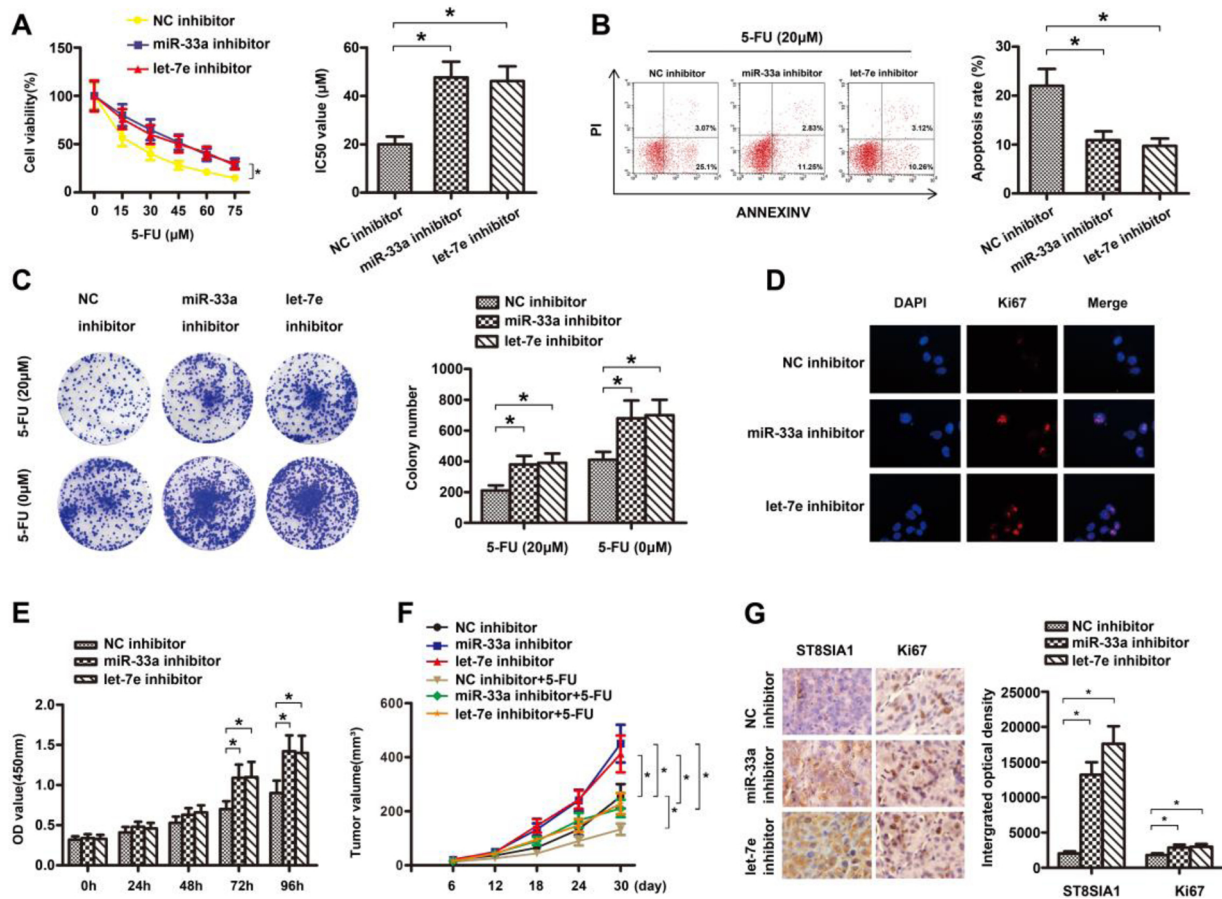 A
NC inhibitor
miR-33a inhibitor
let-7e inhibitor
Cell viability(%)
150
100
50
0
0 15 30 45 60 75
5-FU (μM)
*
IC50 value (μM)
60
40
20
0
*
*
NC inhibitor
miR-33a inhibitor
let-7e inhibitor
B
5-FU (20μM)
NC inhibitor miR-33a inhibitor let-7e inhibitor
PI
3.07% 2.83% 3.12%
25.1% 11.25% 10.26%
ANNEXINV
Apoptosis rate (%)
40
30
20
10
0
*
*
NC inhibitor
miR-33a inhibitor
let-7e inhibitor
C
NC miR-33a let-7e
inhibitor inhibitor inhibitor
5-FU (20μM)
5-FU (0μM)
NC inhibitor
miR-33a inhibitor
let-7e inhibitor
Colony number
1000
800
600
400
200
0
* *
* *
5-FU (20μM) 5-FU (0μM)
D
DAPI Ki67 Merge
NC inhibitor
miR-33a inhibitor
let-7e inhibitor
E
NC inhibitor
miR-33a inhibitor
let-7e inhibitor
OD value(450nm)
2.0
1.5
1.0
0.5
0.0
* *
* *
0h 24h 48h 72h 96h
F
NC inhibitor
miR-33a inhibitor
let-7e inhibitor
NC inhibitor+5-FU
miR-33a inhibitor+5-FU
let-7e inhibitor+5-FU
Tumor volume(mm³)
600
400
200
0
* * * *
*
6 12 18 24 30 (day)
G
ST8SIA1 Ki67
NC inhibitor
miR-33a inhibitor
let-7e inhibitor
NC inhibitor
miR-33a inhibitor
let-7e inhibitor
Intergrated optical density
25000
20000
15000
10000
5000
0
* *
* *
ST8SIA1 Ki67